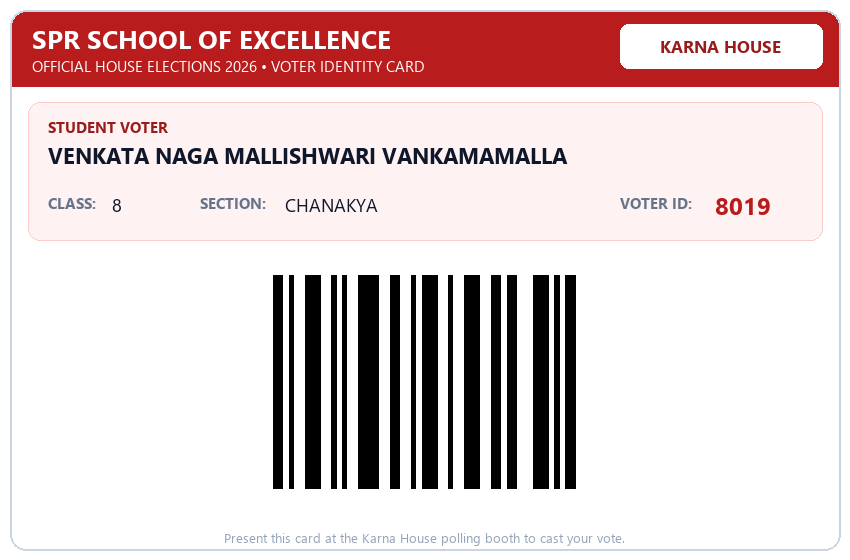 SPR SCHOOL OF EXCELLENCE
OFFICIAL HOUSE ELECTIONS 2026 • VOTER IDENTITY CARD
KARNA HOUSE
STUDENT VOTER
VENKATA NAGA MALLISHWARI VANKAMAMALLA
CLASS: 8 SECTION: CHANAKYA VOTER ID: 8019
Present this card at the Karna House polling booth to cast your vote.